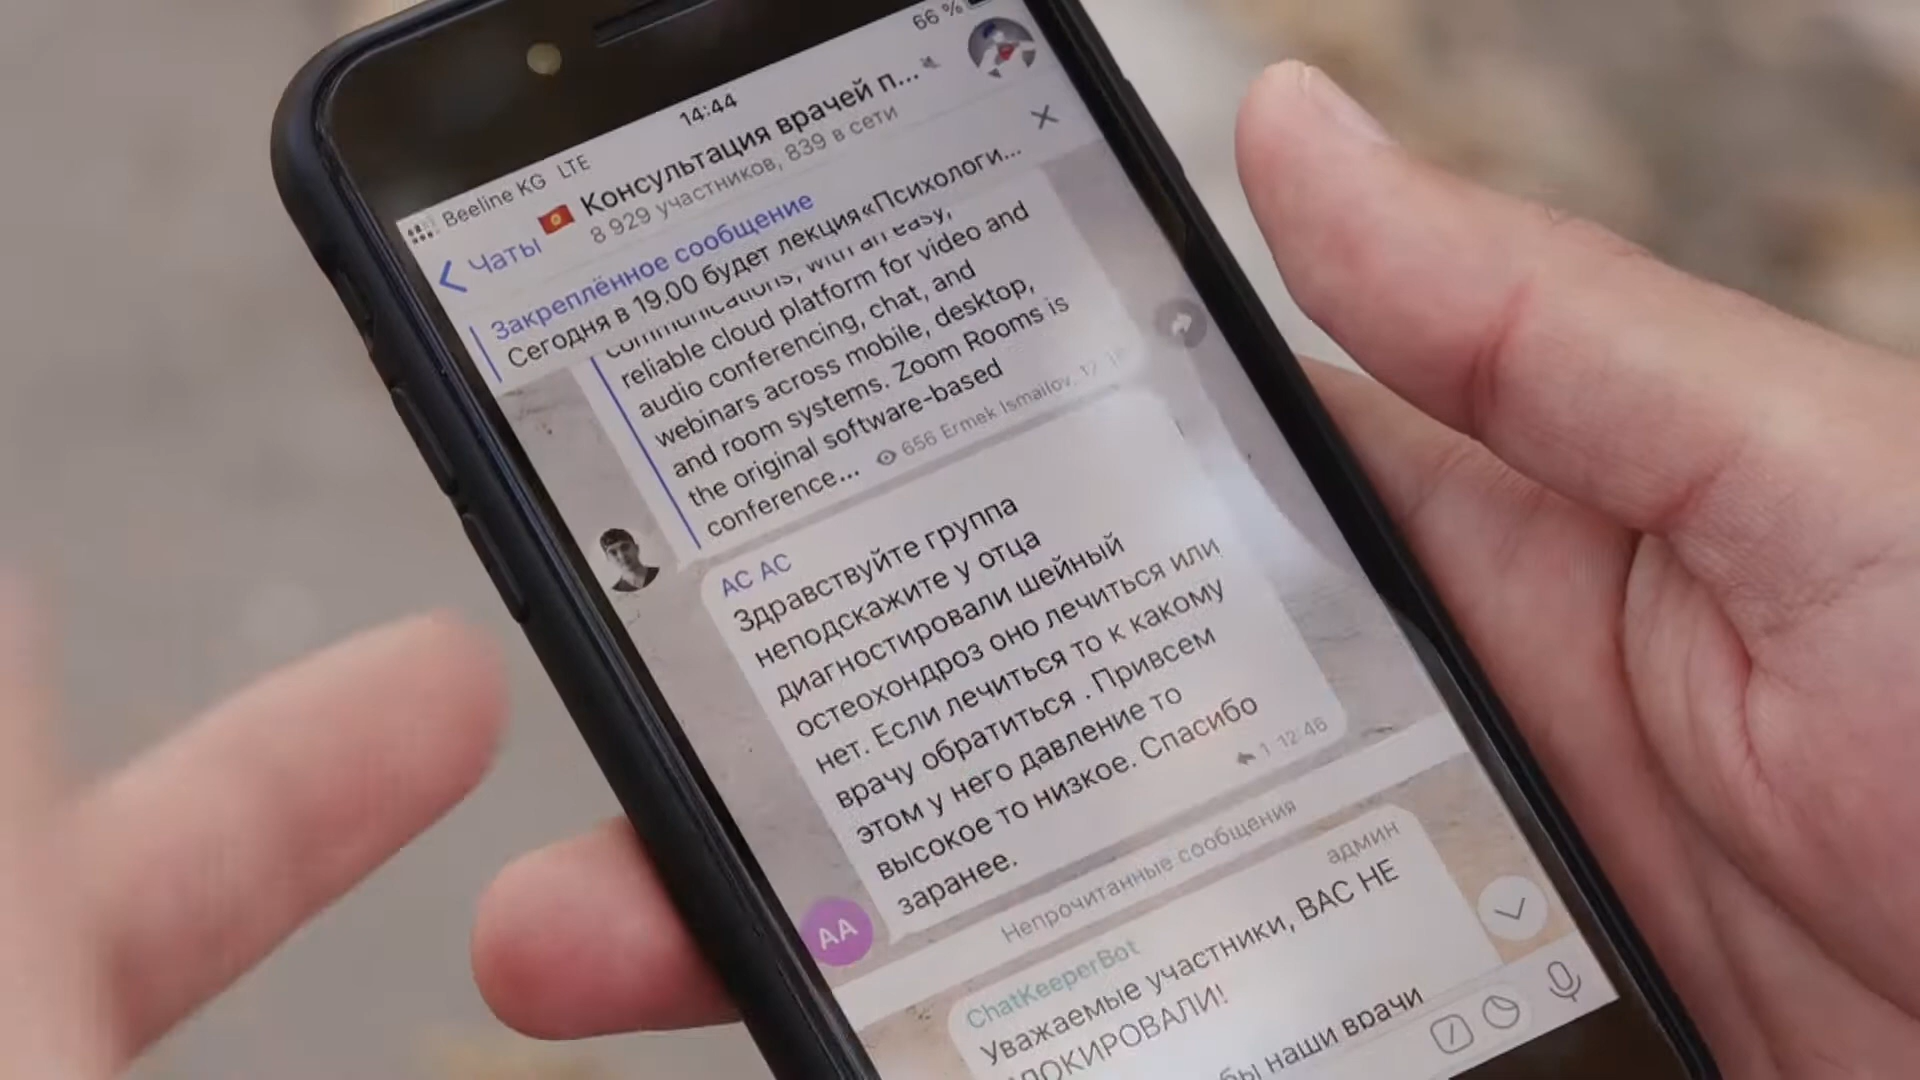 Beeline KG LTE 14:44 66 %
Чаты
Консультация врачей п...
8 929 участников, 839 в сети
Закреплённое сообщение
Сегодня в 19.00 будет лекция«Психологи...
communications, with an easy,
reliable cloud platform for video and
audio conferencing, chat, and
webinars across mobile, desktop,
and room systems. Zoom Rooms is
the original software-based
conference...
656 Ermek Ismailov,
AC AC
Здравствуйте группа
неподскажите у отца
диагностировали шейный
остеохондроз оно лечиться или
нет. Если лечиться то к какому
врачу обратиться . Привсем
этом у него давление то
высокое то низкое. Спасибо
заранее.
1 12:46
AA
Непрочитанные сообщения
ChatKeeperBot админ
Уважаемые участники, ВАС НЕ
ЛОКИРОВАЛИ!
бы наши врачи